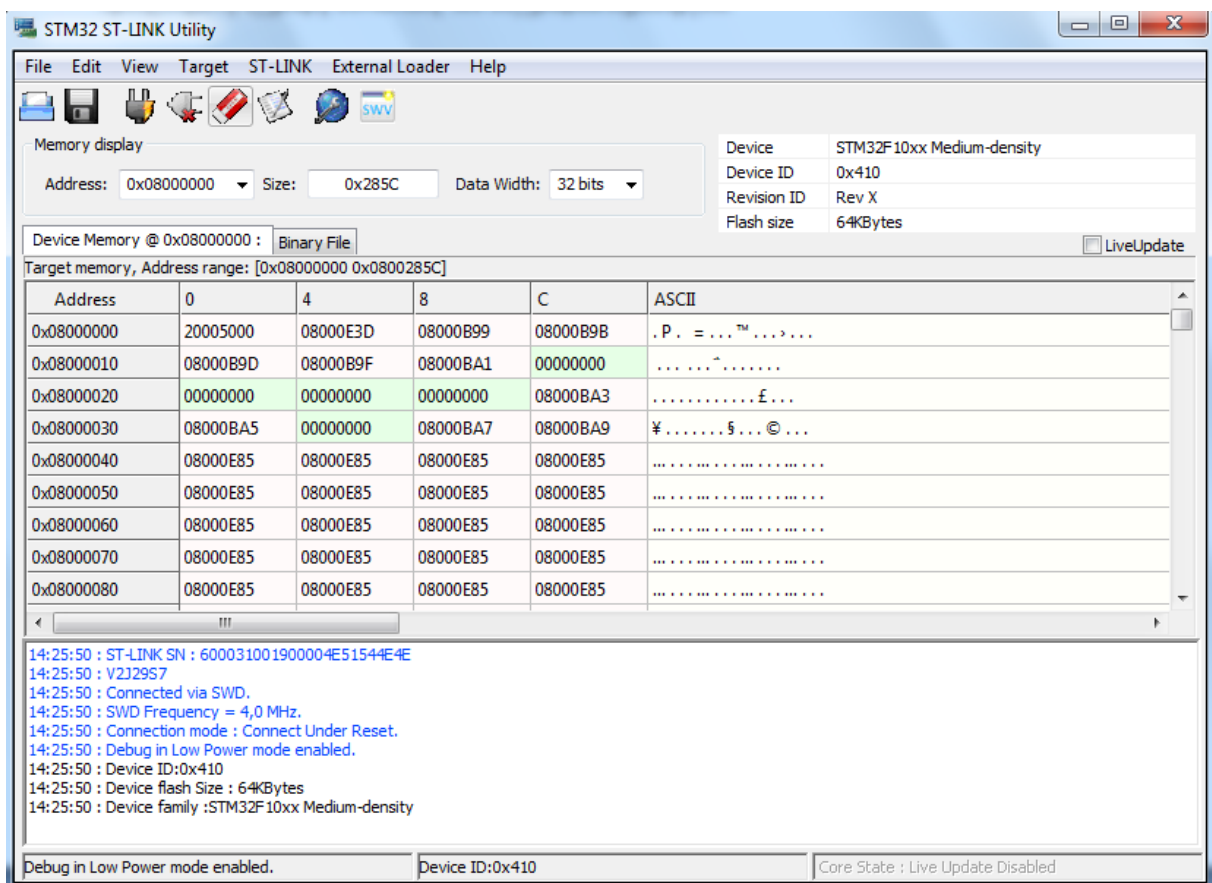 STM32 ST-LINK Utility
File Edit View Target ST-LINK External Loader Help
SWV
Memory display
Address: 0x08000000 Size: 0x285C Data Width: 32 bits
Device STM32F10xx Medium-density
Device ID 0x410
Revision ID Rev X
Flash size 64KBytes
Device Memory @ 0x08000000 : Binary File
LiveUpdate
Target memory, Address range: [0x08000000 0x0800285C]
Address 0 4 8 C ASCII
0x08000000 20005000 08000E3D 08000B99 08000B9B .P. =...™...›...
0x08000010 08000B9D 08000B9F 08000BA1 00000000
0x08000020 00000000 00000000 00000000 08000BA3 ............£...
0x08000030 08000BA5 00000000 08000BA7 08000BA9 ¥.......§...©...
0x08000040 08000E85 08000E85 08000E85 08000E85 …...…...…...…...
0x08000050 08000E85 08000E85 08000E85 08000E85 …...…...…...…...
0x08000060 08000E85 08000E85 08000E85 08000E85 …...…...…...…...
0x08000070 08000E85 08000E85 08000E85 08000E85 …...…...…...…...
0x08000080 08000E85 08000E85 08000E85 08000E85 …...…...…...…...
14:25:50 : ST-LINK SN : 600031001900004E51544E4E
14:25:50 : V2J29S7
14:25:50 : Connected via SWD.
14:25:50 : SWD Frequency = 4,0 MHz.
14:25:50 : Connection mode : Connect Under Reset.
14:25:50 : Debug in Low Power mode enabled.
14:25:50 : Device ID:0x410
14:25:50 : Device flash Size : 64KBytes
14:25:50 : Device family :STM32F10xx Medium-density
Debug in Low Power mode enabled. Device ID:0x410 Core State : Live Update Disabled